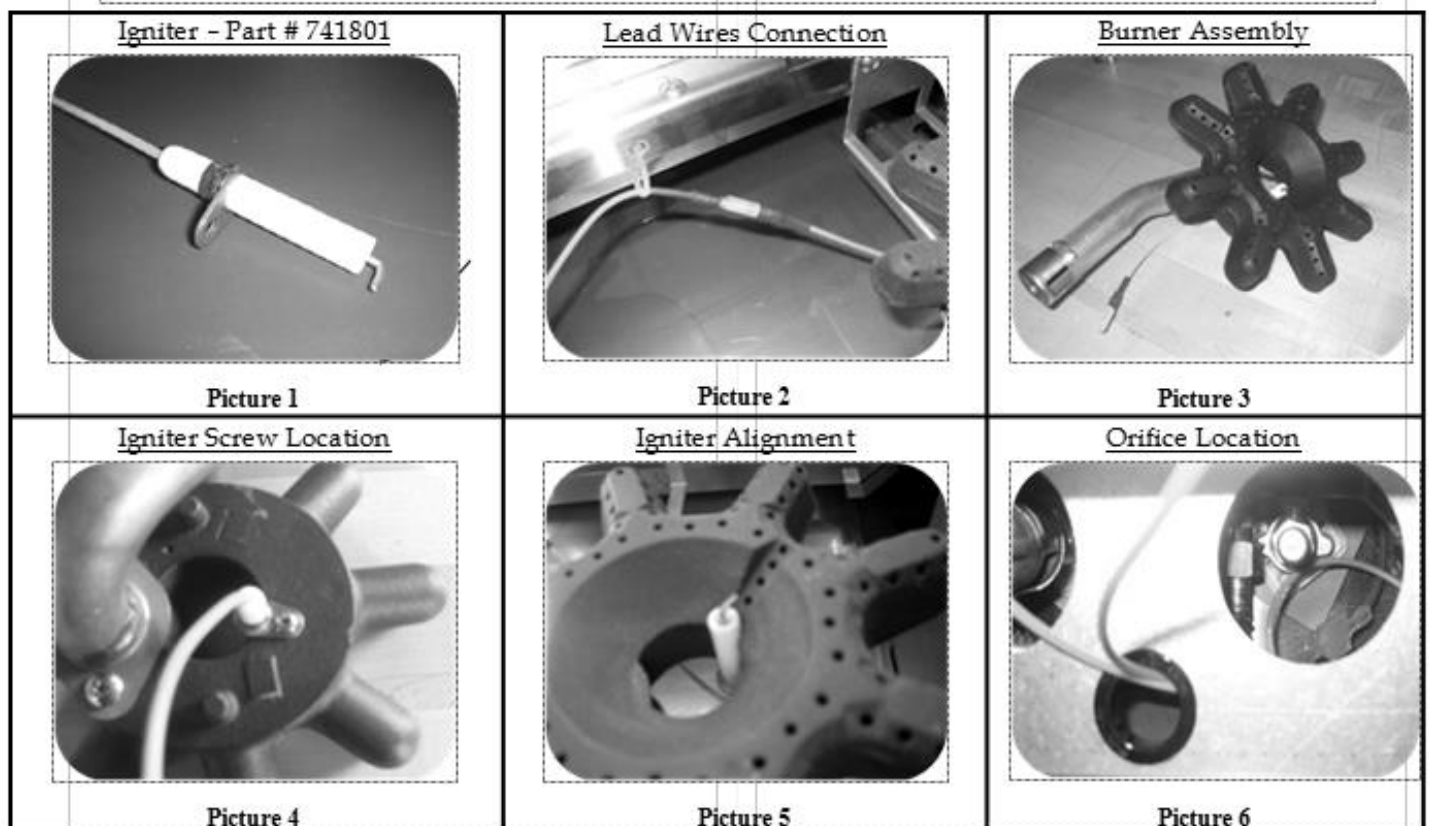 Igniter – Part # 741801
Lead Wires Connection
Burner Assembly
Picture 1
Picture 2
Picture 3
Igniter Screw Location
Igniter Alignment
Orifice Location
Picture 4
Picture 5
Picture 6